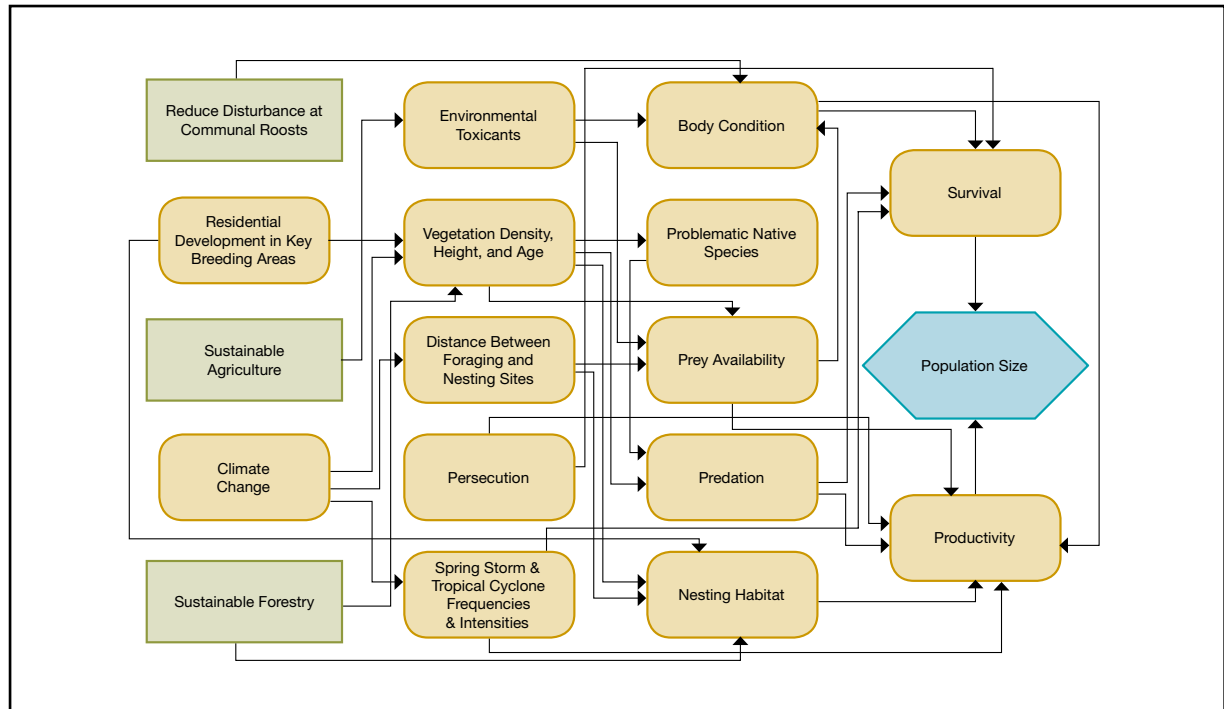 Reduce Disturbance at
Communal Roosts
Environmental
Toxicants
Body Condition
Survival
Residential
Development in Key
Breeding Areas
Vegetation Density,
Height, and Age
Problematic Native
Species
Sustainable
Agriculture
Distance Between
Foraging and
Nesting Sites
Prey Availability
Population Size
Climate
Change
Persecution
Predation
Productivity
Sustainable Forestry
Spring Storm &
Tropical Cyclone
Frequencies
& Intensities
Nesting Habitat